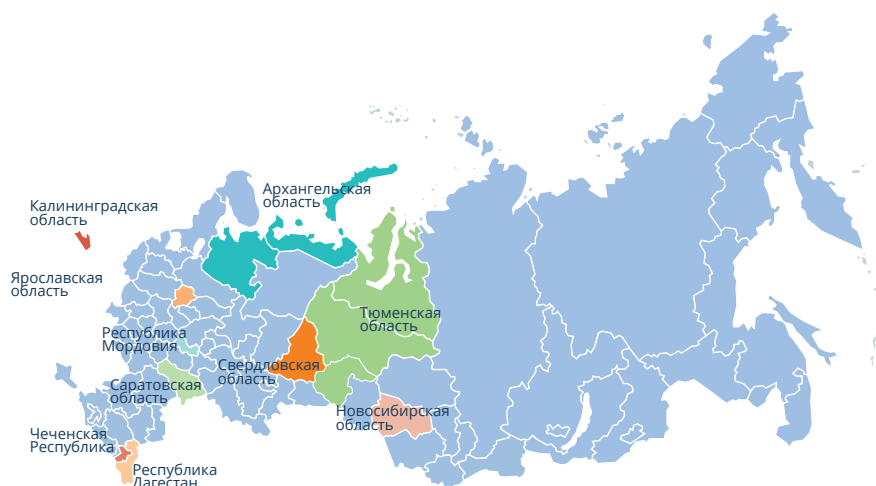 Архангельская
область
Калининградская
область
Ярославская
область
Тюменская
область
Республика
Мордовия
Свердловская
область
Саратовская
область
Новосибирская
область
Чеченская
Республика
Республика
Дагестан